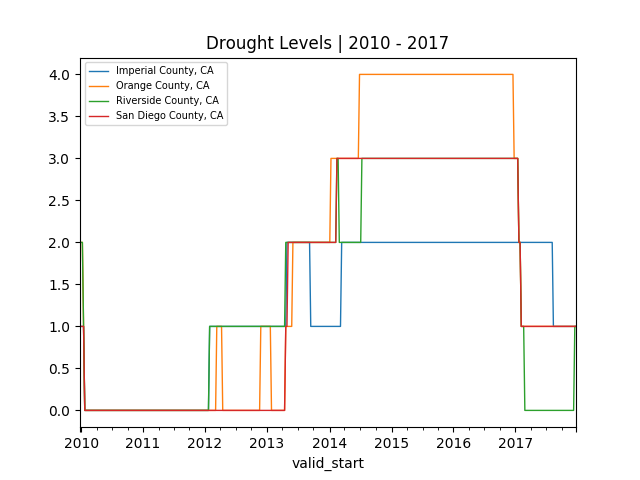 Drought Levels | 2010 - 2017
Imperial County, CA
Orange County, CA
Riverside County, CA
San Diego County, CA
4.0
3.5
3.0
2.5
2.0
1.5
1.0
0.5
0.0
2010 2011 2012 2013 2014 2015 2016 2017
valid_start